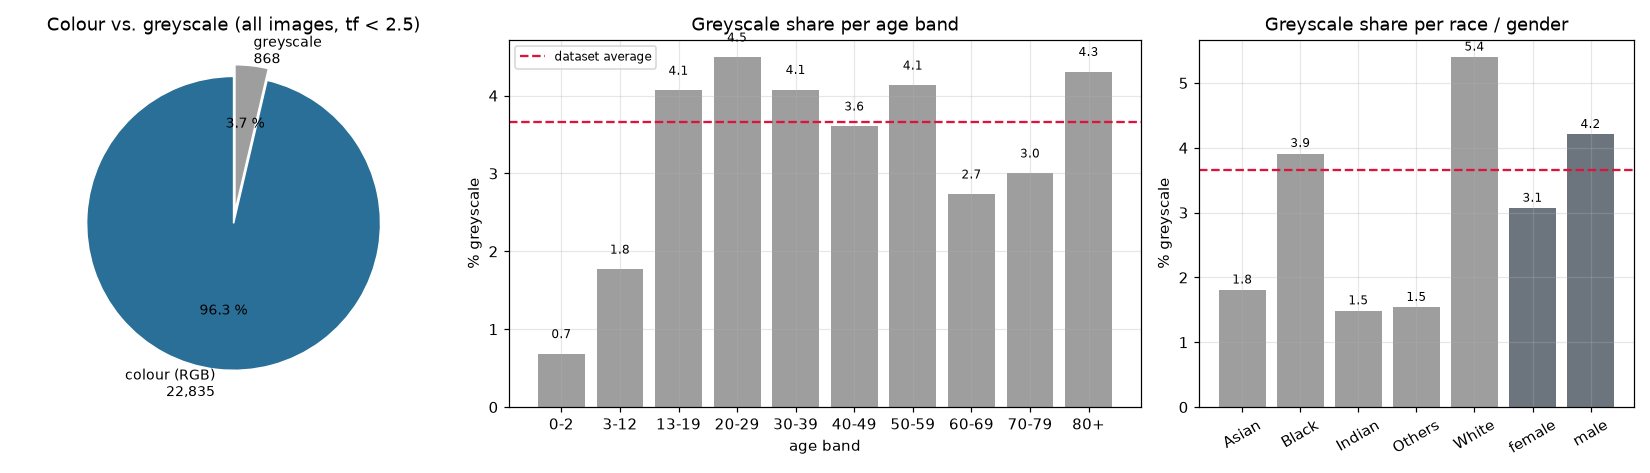 Colour vs. greyscale (all images, tf < 2.5)
greyscale
868
3.7 %
96.3 %
colour (RGB)
22,835
Greyscale share per age band
dataset average
% greyscale
4
3
2
1
0
0.7
1.8
4.1
4.5
4.1
3.6
4.1
2.7
3.0
4.3
0-2
3-12
13-19
20-29
30-39
40-49
50-59
60-69
70-79
80+
age band
Greyscale share per race / gender
% greyscale
5
4
3
2
1
0
1.8
3.9
1.5
1.5
5.4
3.1
4.2
Asian
Black
Indian
Others
White
female
male